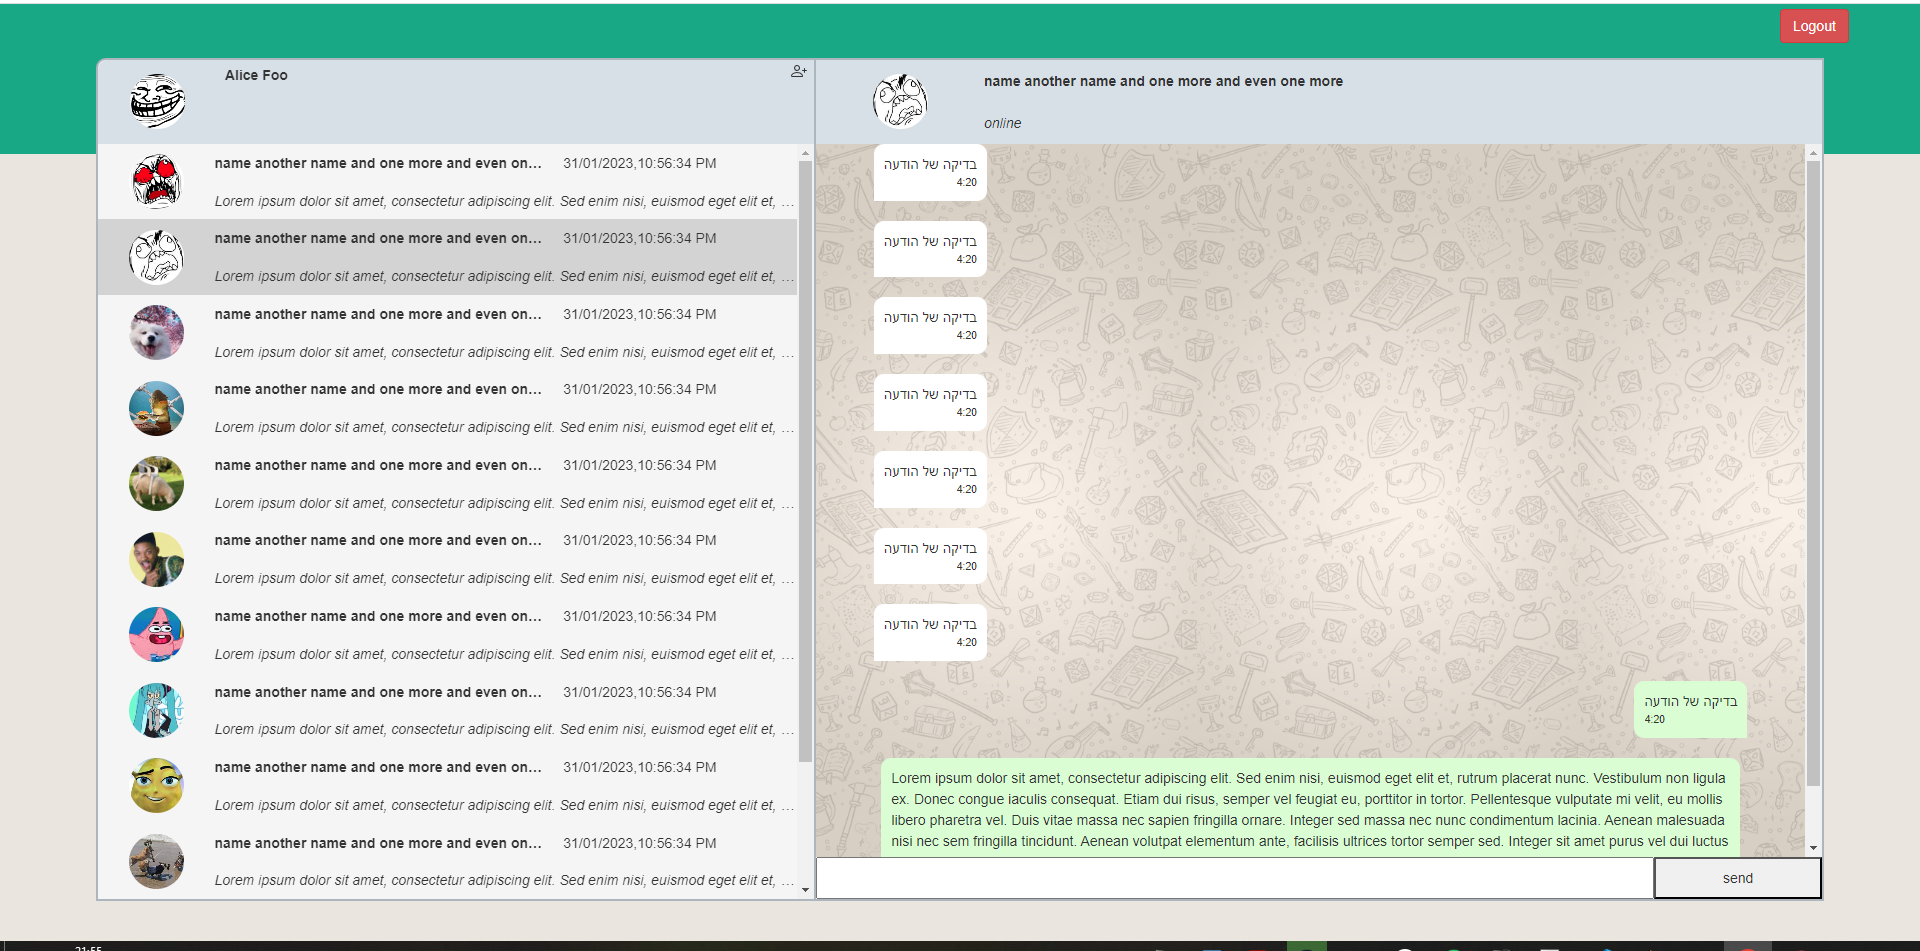 Logout
Alice Foo
name another name and one more and even on... 31/01/2023,10:56:34 PM
Lorem ipsum dolor sit amet, consectetur adipiscing elit. Sed enim nisi, euismod eget elit et, ...
name another name and one more and even on... 31/01/2023,10:56:34 PM
Lorem ipsum dolor sit amet, consectetur adipiscing elit. Sed enim nisi, euismod eget elit et, ...
name another name and one more and even on... 31/01/2023,10:56:34 PM
Lorem ipsum dolor sit amet, consectetur adipiscing elit. Sed enim nisi, euismod eget elit et, ...
name another name and one more and even on... 31/01/2023,10:56:34 PM
Lorem ipsum dolor sit amet, consectetur adipiscing elit. Sed enim nisi, euismod eget elit et, ...
name another name and one more and even on... 31/01/2023,10:56:34 PM
Lorem ipsum dolor sit amet, consectetur adipiscing elit. Sed enim nisi, euismod eget elit et, ...
name another name and one more and even on... 31/01/2023,10:56:34 PM
Lorem ipsum dolor sit amet, consectetur adipiscing elit. Sed enim nisi, euismod eget elit et, ...
name another name and one more and even on... 31/01/2023,10:56:34 PM
Lorem ipsum dolor sit amet, consectetur adipiscing elit. Sed enim nisi, euismod eget elit et, ...
name another name and one more and even on... 31/01/2023,10:56:34 PM
Lorem ipsum dolor sit amet, consectetur adipiscing elit. Sed enim nisi, euismod eget elit et, ...
name another name and one more and even on... 31/01/2023,10:56:34 PM
Lorem ipsum dolor sit amet, consectetur adipiscing elit. Sed enim nisi, euismod eget elit et, ...
name another name and one more and even on... 31/01/2023,10:56:34 PM
Lorem ipsum dolor sit amet, consectetur adipiscing elit. Sed enim nisi, euismod eget elit et, ...
name another name and one more and even one more
online
בדיקה של הודעה
4:20
בדיקה של הודעה
4:20
בדיקה של הודעה
4:20
בדיקה של הודעה
4:20
בדיקה של הודעה
4:20
בדיקה של הודעה
4:20
בדיקה של הודעה
4:20
בדיקה של הודעה
4:20
Lorem ipsum dolor sit amet, consectetur adipiscing elit. Sed enim nisi, euismod eget elit et, rutrum placerat nunc. Vestibulum non ligula
ex. Donec congue iaculis consequat. Etiam dui risus, semper vel feugiat eu, porttitor in tortor. Pellentesque vulputate mi velit, eu mollis
libero pharetra vel. Duis vitae massa nec sapien fringilla ornare. Integer sed massa nec nunc condimentum lacinia. Aenean malesuada
nisi nec sem fringilla tincidunt. Aenean volutpat elementum ante, facilisis ultrices tortor semper sed. Integer sit amet purus vel dui luctus
send